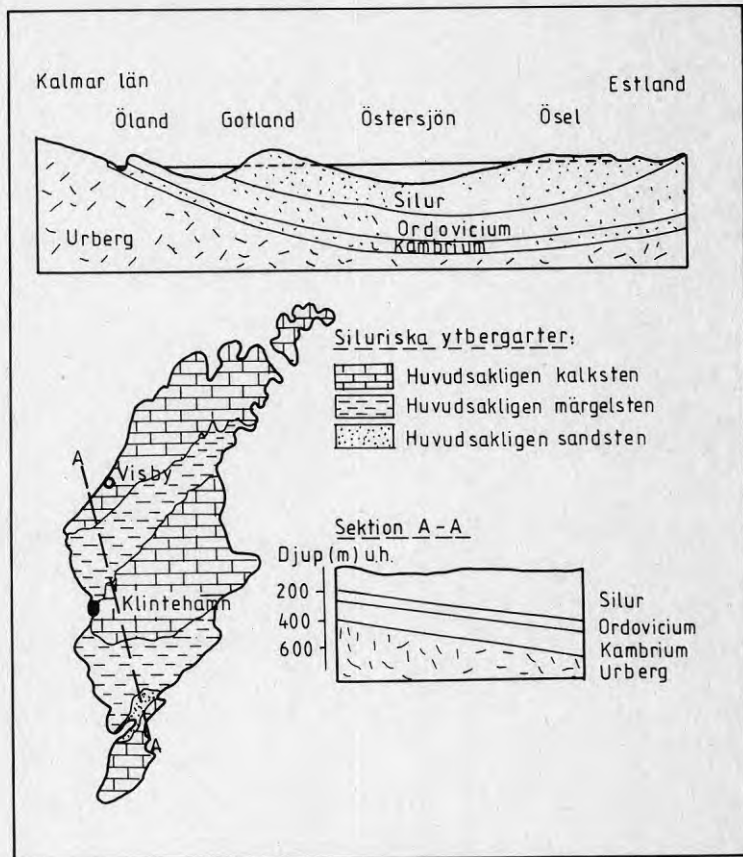 Kalmar län
Estland
Öland
Gotland
Östersjön
Ösel
Silur
Ordovicium
Kambrium
Urberg
Siluriska ytbergarter:
Huvudsakligen kalksten
Huvudsakligen märgelsten
Huvudsakligen sandsten
A
Visby
Klintehamn
A
Sektion A-A
Djup (m) u.h.
200
400
600
Silur
Ordovicium
Kambrium
Urberg